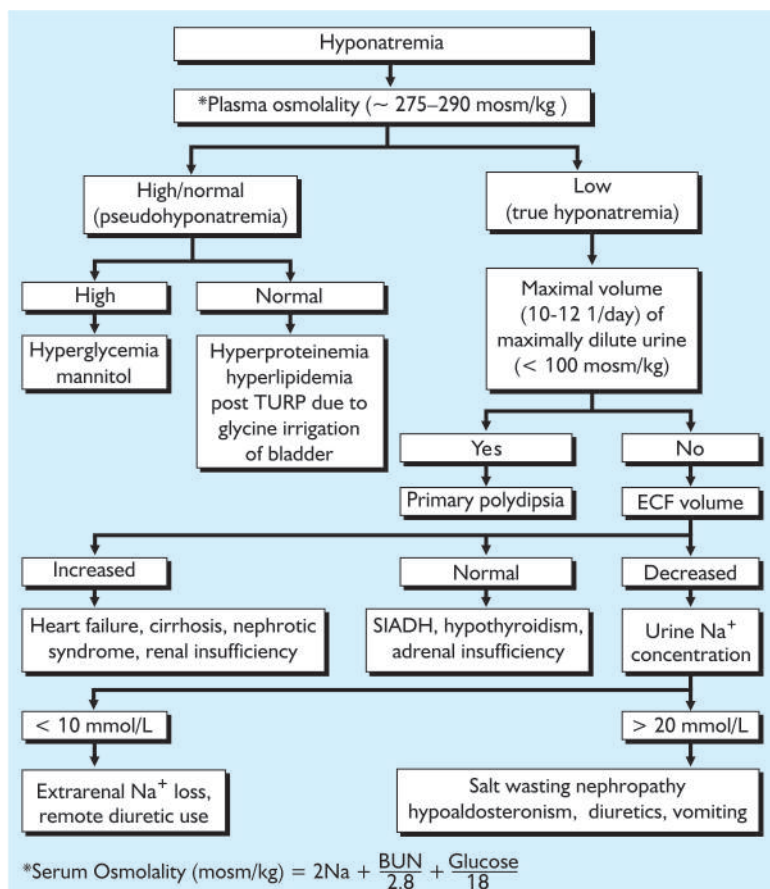 Hyponatremia
*Plasma osmolality (~ 275–290 mosm/kg )
High/normal
(pseudohyponatremia)
Low
(true hyponatremia)
High
Normal
Hyperglycemia
mannitol
Hyperproteinemia
hyperlipidemia
post TURP due to
glycine irrigation
of bladder
Maximal volume
(10-12 1/day) of
maximally dilute urine
(< 100 mosm/kg)
Yes
No
Primary polydipsia
ECF volume
Increased
Normal
Decreased
Heart failure, cirrhosis, nephrotic
syndrome, renal insufficiency
SIADH, hypothyroidism,
adrenal insufficiency
Urine Na⁺
concentration
< 10 mmol/L
> 20 mmol/L
Extrarenal Na⁺ loss,
remote diuretic use
Salt wasting nephropathy
hypoaldosteronism, diuretics, vomiting
*Serum Osmolality (mosm/kg) = 2Na + BUN/2.8 + Glucose/18